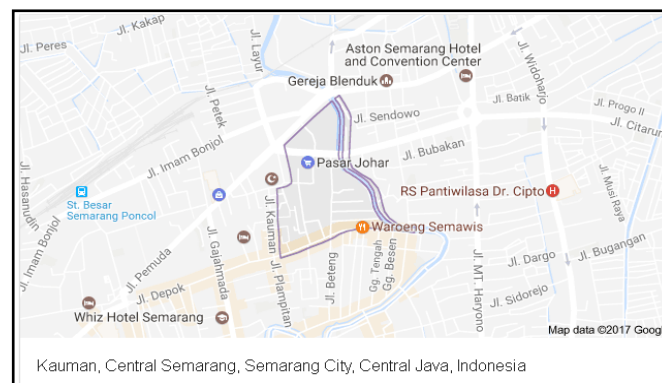 Jl. Kakap
Jl. Peres
Jl. Layur
Aston Semarang Hotel
and Convention Center
Gereja Blenduk
Jl. Widoharjo
Jl. Petek
Jl. Sendowo
Jl. Batik
Jl. Progo II
Jl. Citarum
Jl. Imam Bonjol
Jl. Bubakan
Jl. Hasanudin
Pasar Johar
St. Besar
Semarang Poncol
RS Pantiwilasa Dr. Cipto
Jl. Musi Raya
Jl. Kauman
Waroeng Semawis
Jl. Imam Bonjol
Jl. Pemuda
Jl. Gajahmada
Jl. Plampitan
Jl. Beteng
Gg. Tengah
Gg. Besen
Jl. MT. Haryono
Jl. Dargo
Jl. Bugangan
Jl. Depok
Jl. Sidorejo
Whiz Hotel Semarang
Map data ©2017 Googl
Kauman, Central Semarang, Semarang City, Central Java, Indonesia